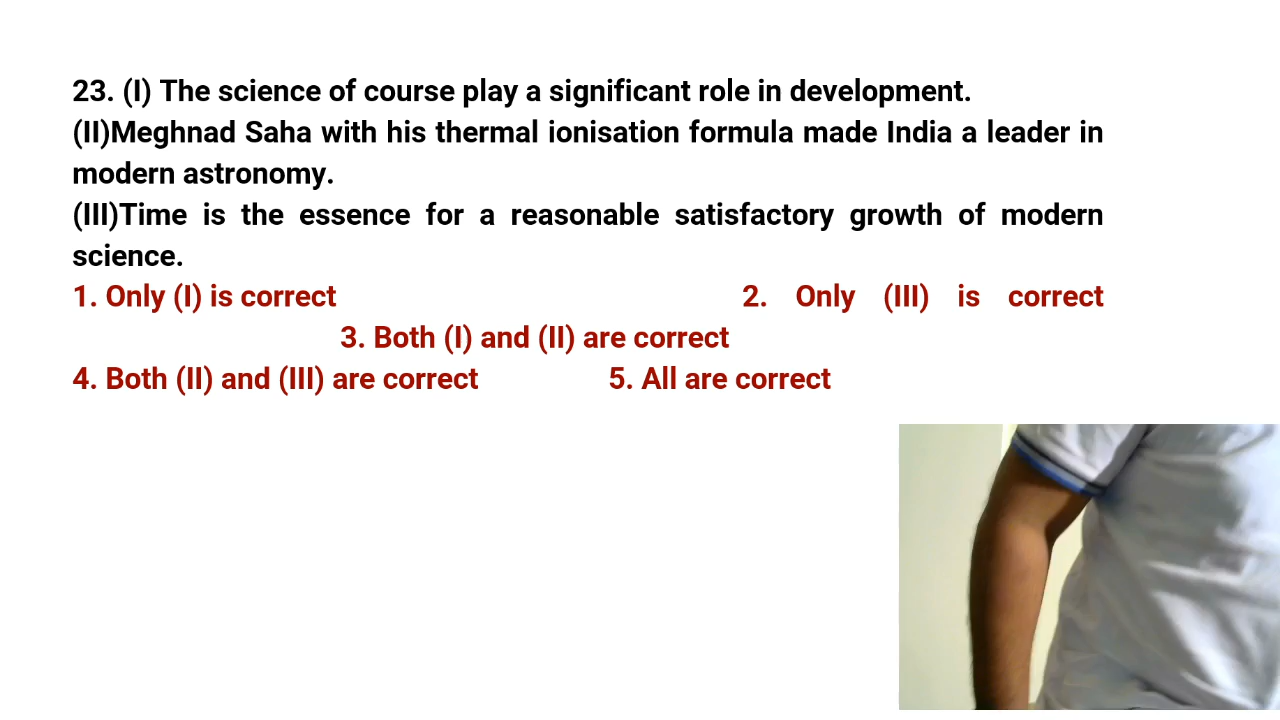 23. (I) The science of course play a significant role in development.
(II)Meghnad Saha with his thermal ionisation formula made India a leader in
modern astronomy.
(III)Time is the essence for a reasonable satisfactory growth of modern
science.
1. Only (I) is correct 2. Only (III) is correct
3. Both (I) and (II) are correct
4. Both (II) and (III) are correct 5. All are correct